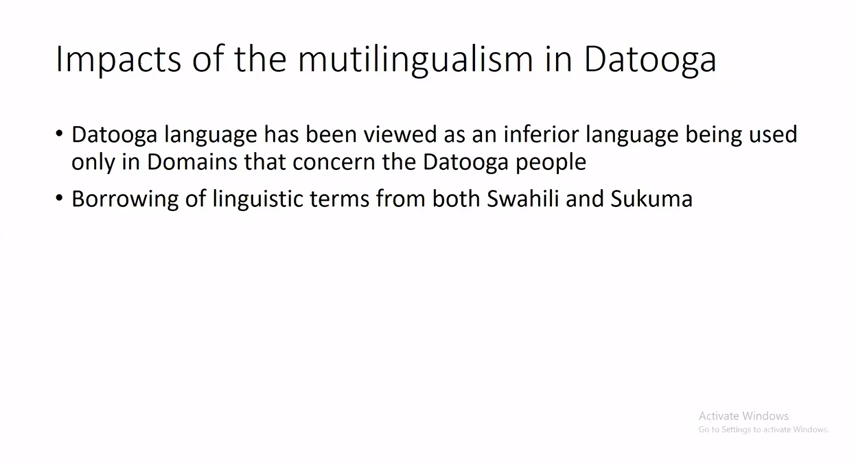 Impacts of the mutilingualism in Datooga
• Datooga language has been viewed as an inferior language being used
only in Domains that concern the Datooga people
• Borrowing of linguistic terms from both Swahili and Sukuma
Activate Windows
Go to Settings to activate Windows.